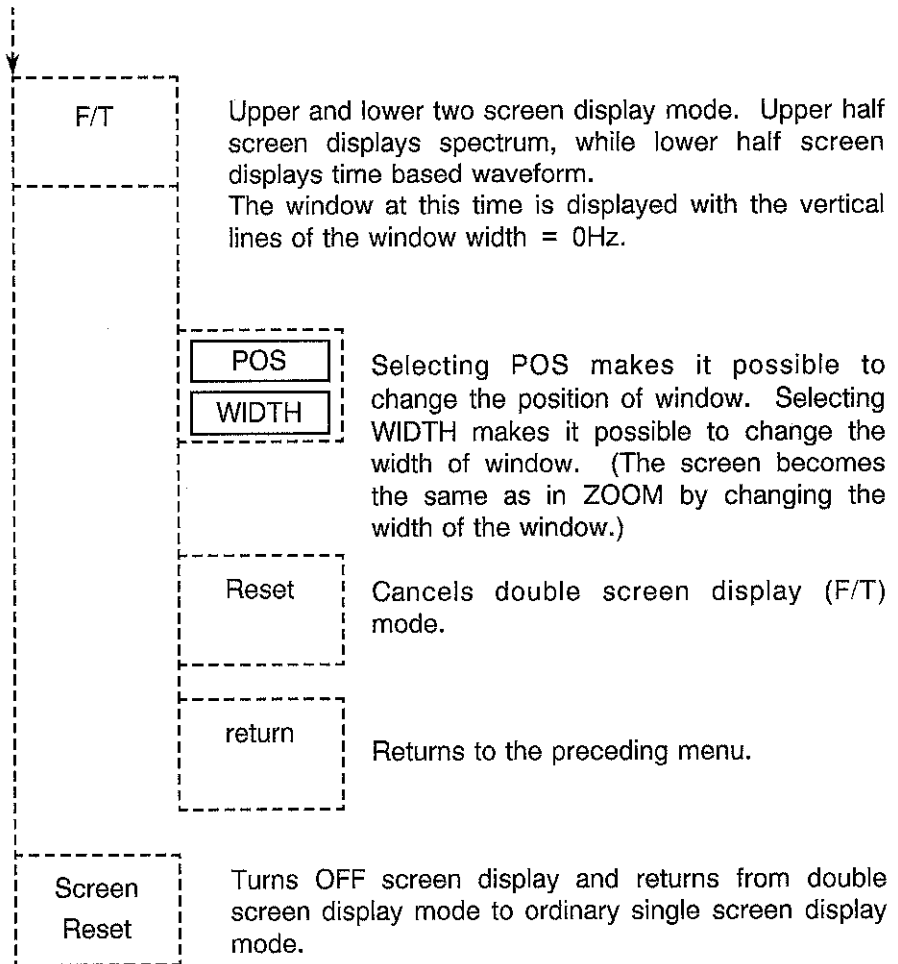 F/T
Upper and lower two screen display mode. Upper half
screen displays spectrum, while lower half screen
displays time based waveform.
The window at this time is displayed with the vertical
lines of the window width = 0Hz.
POS
WIDTH
Selecting POS makes it possible to
change the position of window. Selecting
WIDTH makes it possible to change the
width of window. (The screen becomes
the same as in ZOOM by changing the
width of the window.)
Reset
Cancels double screen display (F/T)
mode.
return
Returns to the preceding menu.
Screen
Reset
Turns OFF screen display and returns from double
screen display mode to ordinary single screen display
mode.